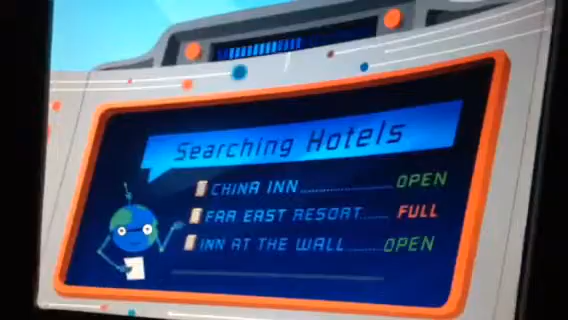 Searching Hotels
CHINA INN..................OPEN
FAR EAST RESORT..... FULL
INN AT THE WALL........OPEN